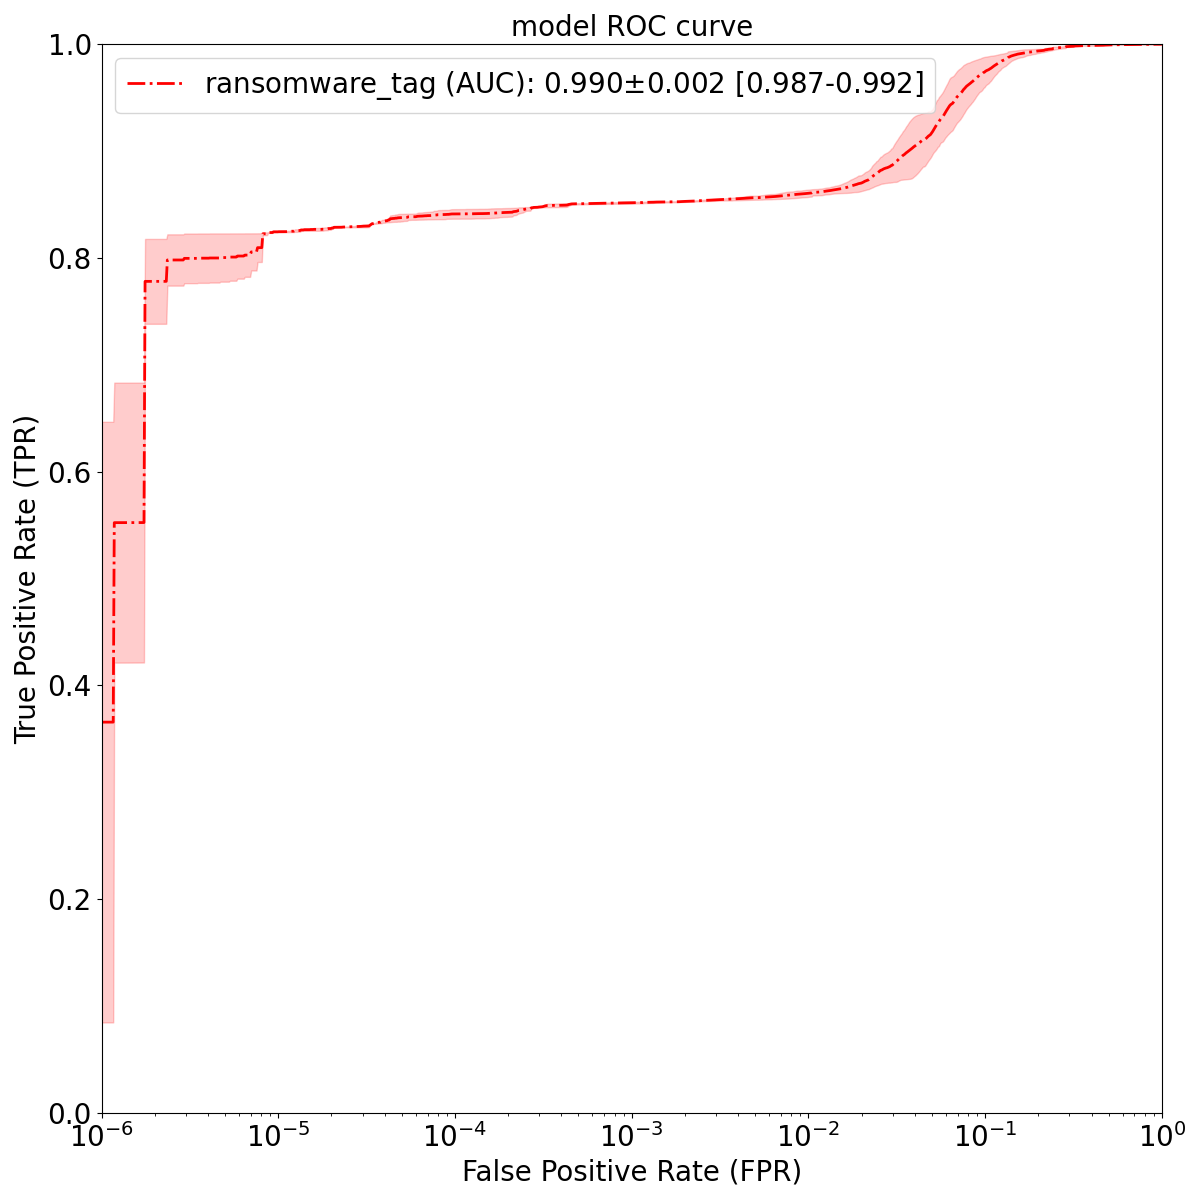 model ROC curve
ransomware_tag (AUC): 0.990±0.002 [0.987-0.992]
True Positive Rate (TPR)
1.0
0.8
0.6
0.4
0.2
0.0
10⁻⁶ 10⁻⁵ 10⁻⁴ 10⁻³ 10⁻² 10⁻¹ 10⁰
False Positive Rate (FPR)